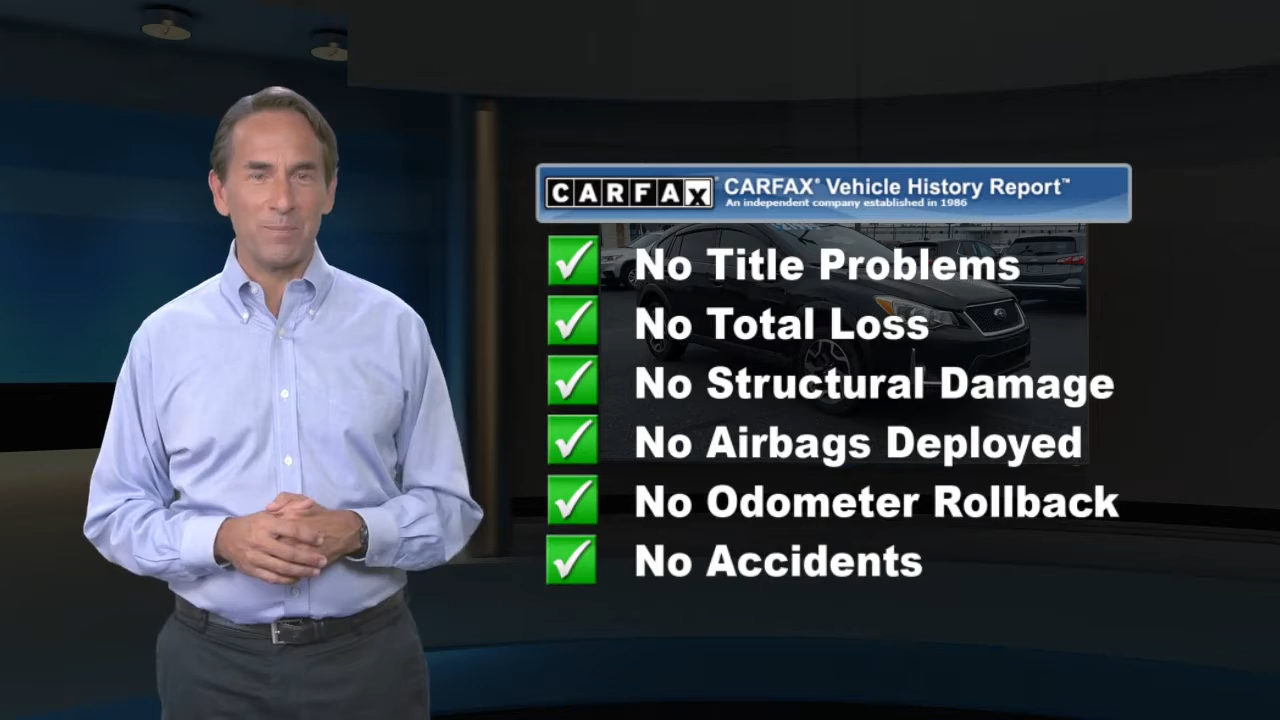 CARFAX CARFAX® Vehicle History Report™
An independent company established in 1986
No Title Problems
No Total Loss
No Structural Damage
No Airbags Deployed
No Odometer Rollback
No Accidents